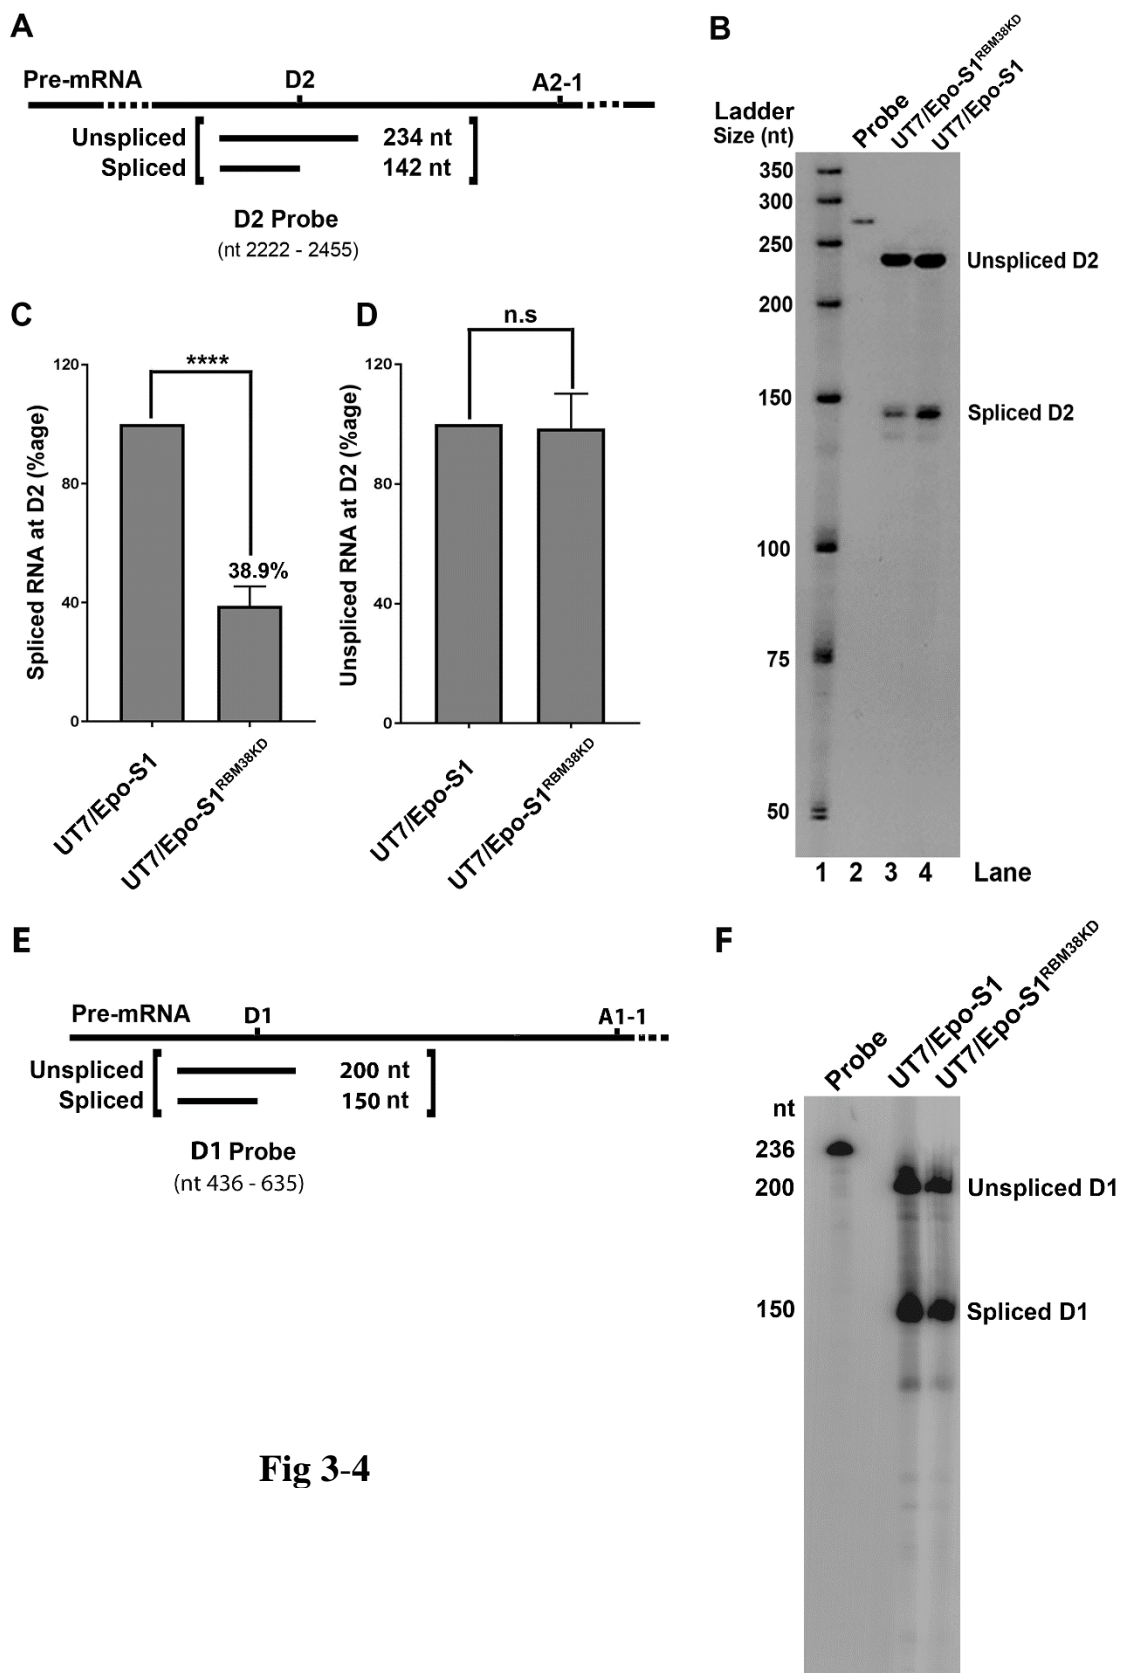 A
Pre-mRNA D2 A2-1
Unspliced 234 nt
Spliced 142 nt
D2 Probe
(nt 2222 - 2455)
B
Ladder
Size (nt)
Probe
UT7/Epo-S1RBM38KD
UT7/Epo-S1
350
300
250
200
150
100
75
50
Unspliced D2
Spliced D2
1 2 3 4 Lane
C
Spliced RNA at D2 (%age)
120
80
40
0
****
38.9%
UT7/Epo-S1
UT7/Epo-S1RBM38KD
D
Unspliced RNA at D2 (%age)
120
80
40
0
n.s
UT7/Epo-S1
UT7/Epo-S1RBM38KD
E
Pre-mRNA D1 A1-1
Unspliced 200 nt
Spliced 150 nt
D1 Probe
(nt 436 - 635)
F
Probe
UT7/Epo-S1
UT7/Epo-S1RBM38KD
nt
236
200
150
Unspliced D1
Spliced D1
Fig 3-4